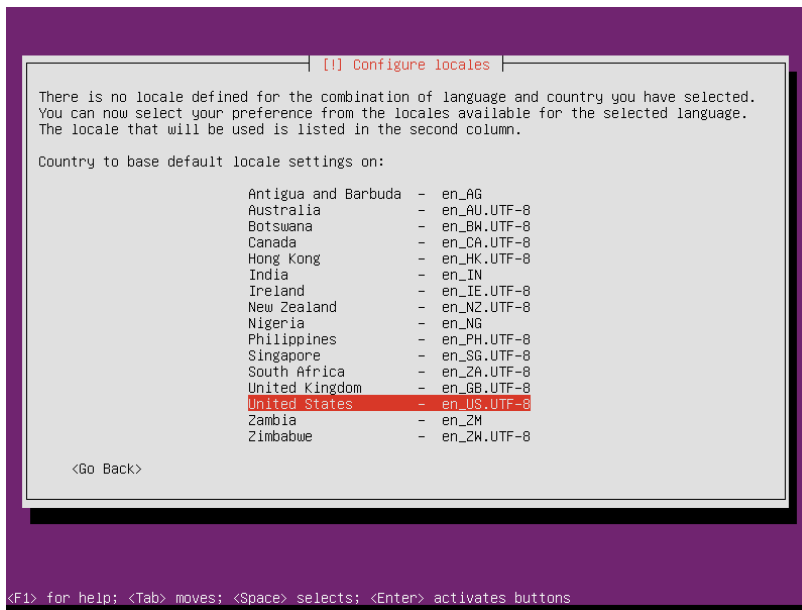 [!] Configure locales
There is no locale defined for the combination of language and country you have selected.
You can now select your preference from the locales available for the selected language.
The locale that will be used is listed in the second column.
Country to base default locale settings on:
Antigua and Barbuda - en_AG
Australia - en_AU.UTF-8
Botswana - en_BW.UTF-8
Canada - en_CA.UTF-8
Hong Kong - en_HK.UTF-8
India - en_IN
Ireland - en_IE.UTF-8
New Zealand - en_NZ.UTF-8
Nigeria - en_NG
Philippines - en_PH.UTF-8
Singapore - en_SG.UTF-8
South Africa - en_ZA.UTF-8
United Kingdom - en_GB.UTF-8
United States - en_US.UTF-8
Zambia - en_ZM
Zimbabwe - en_ZW.UTF-8
<Go Back>
<F1> for help; <Tab> moves; <Space> selects; <Enter> activates buttons